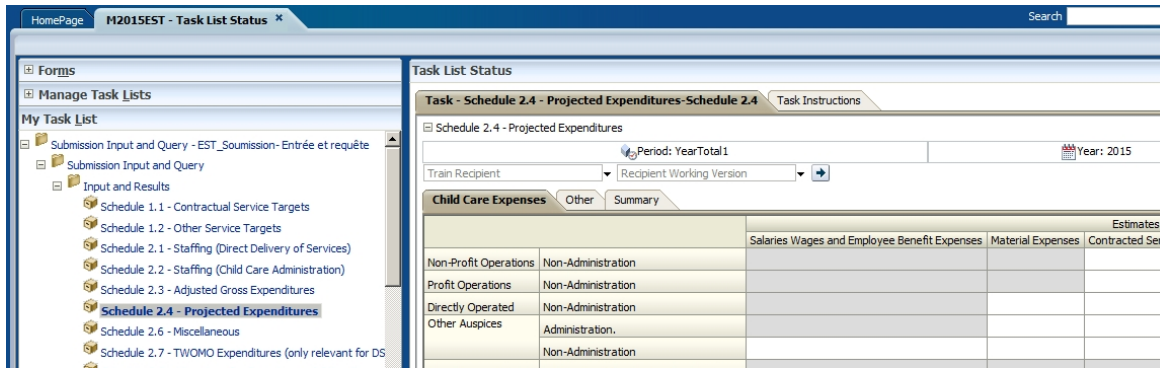 HomePage M2015EST - Task List Status × Search
Forms
Manage Task Lists
My Task List
Submission Input and Query - EST_Soumission- Entrée et requête
Submission Input and Query
Input and Results
Schedule 1.1 - Contractual Service Targets
Schedule 1.2 - Other Service Targets
Schedule 2.1 - Staffing (Direct Delivery of Services)
Schedule 2.2 - Staffing (Child Care Administration)
Schedule 2.3 - Adjusted Gross Expenditures
Schedule 2.4 - Projected Expenditures
Schedule 2.6 - Miscellaneous
Schedule 2.7 - TWOMO Expenditures (only relevant for DS
Task List Status
Task - Schedule 2.4 - Projected Expenditures-Schedule 2.4 Task Instructions
Schedule 2.4 - Projected Expenditures
Period: YearTotal1 Year: 2015
Train Recipient Recipient Working Version
Child Care Expenses Other Summary
Estimates
Salaries Wages and Employee Benefit Expenses Material Expenses Contracted Ser
Non-Profit Operations Non-Administration
Profit Operations Non-Administration
Directly Operated Non-Administration
Other Auspices Administration.
Non-Administration